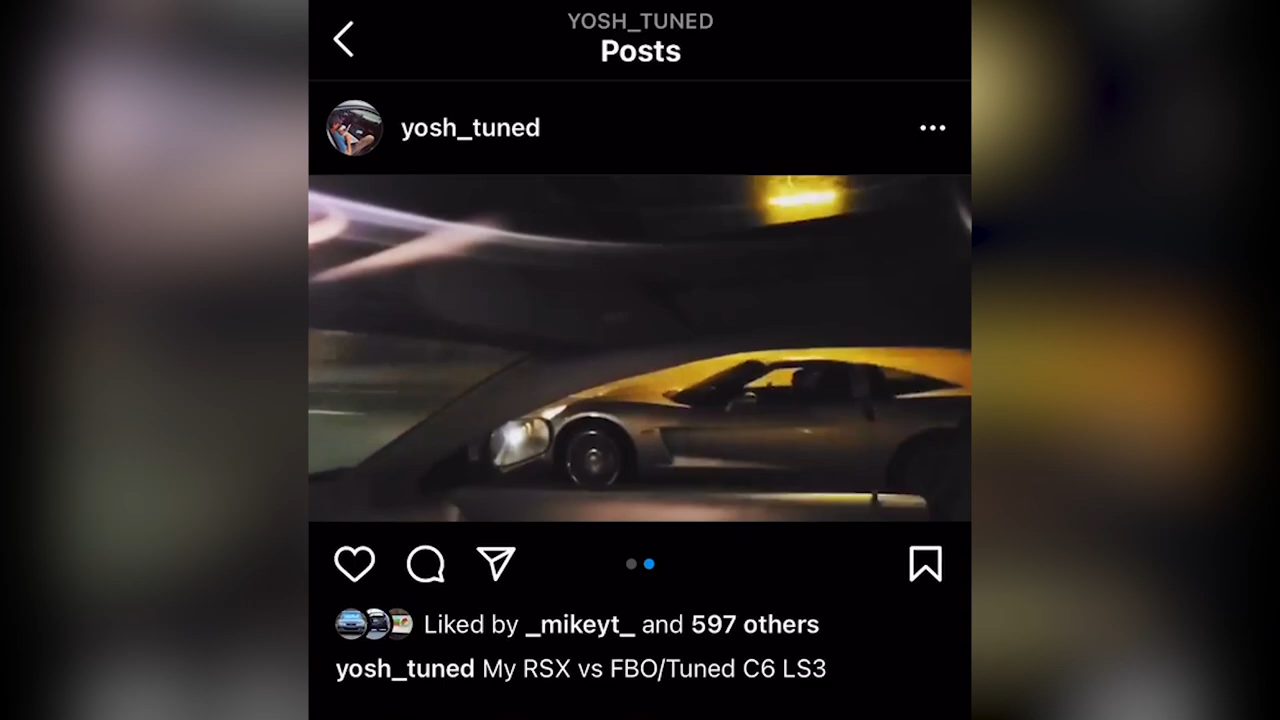 YOSH_TUNED
Posts
yosh_tuned
Liked by _mikeyt_ and 597 others
yosh_tuned My RSX vs FBO/Tuned C6 LS3